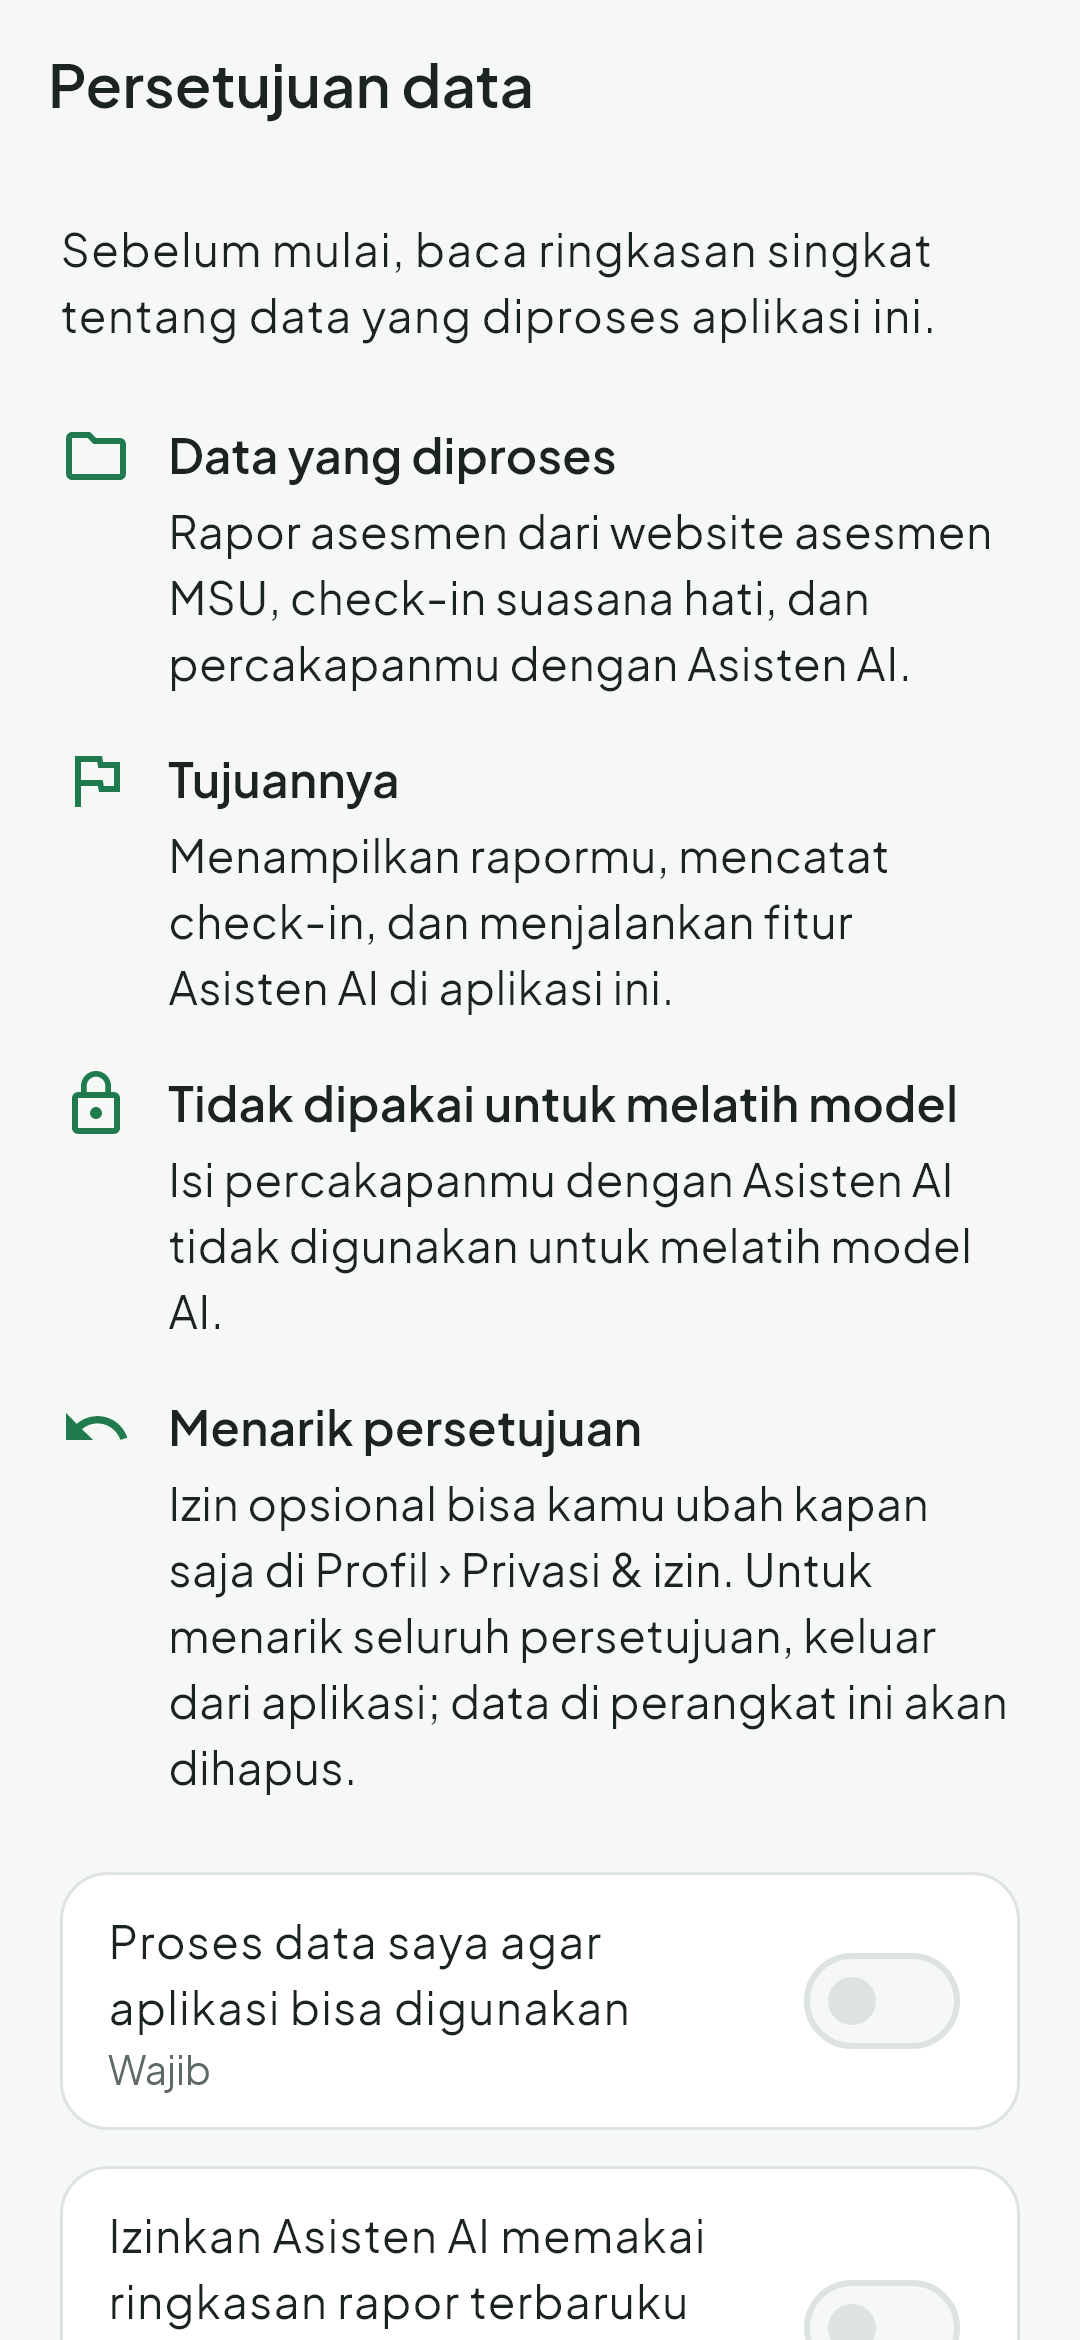 Persetujuan data
Sebelum mulai, baca ringkasan singkat
tentang data yang diproses aplikasi ini.
Data yang diproses
Rapor asesmen dari website asesmen
MSU, check-in suasana hati, dan
percakapanmu dengan Asisten AI.
Tujuannya
Menampilkan rapormu, mencatat
check-in, dan menjalankan fitur
Asisten AI di aplikasi ini.
Tidak dipakai untuk melatih model
Isi percakapanmu dengan Asisten AI
tidak digunakan untuk melatih model
AI.
Menarik persetujuan
Izin opsional bisa kamu ubah kapan
saja di Profil › Privasi & izin. Untuk
menarik seluruh persetujuan, keluar
dari aplikasi; data di perangkat ini akan
dihapus.
Proses data saya agar
aplikasi bisa digunakan
Wajib
Izinkan Asisten AI memakai
ringkasan rapor terbaruku